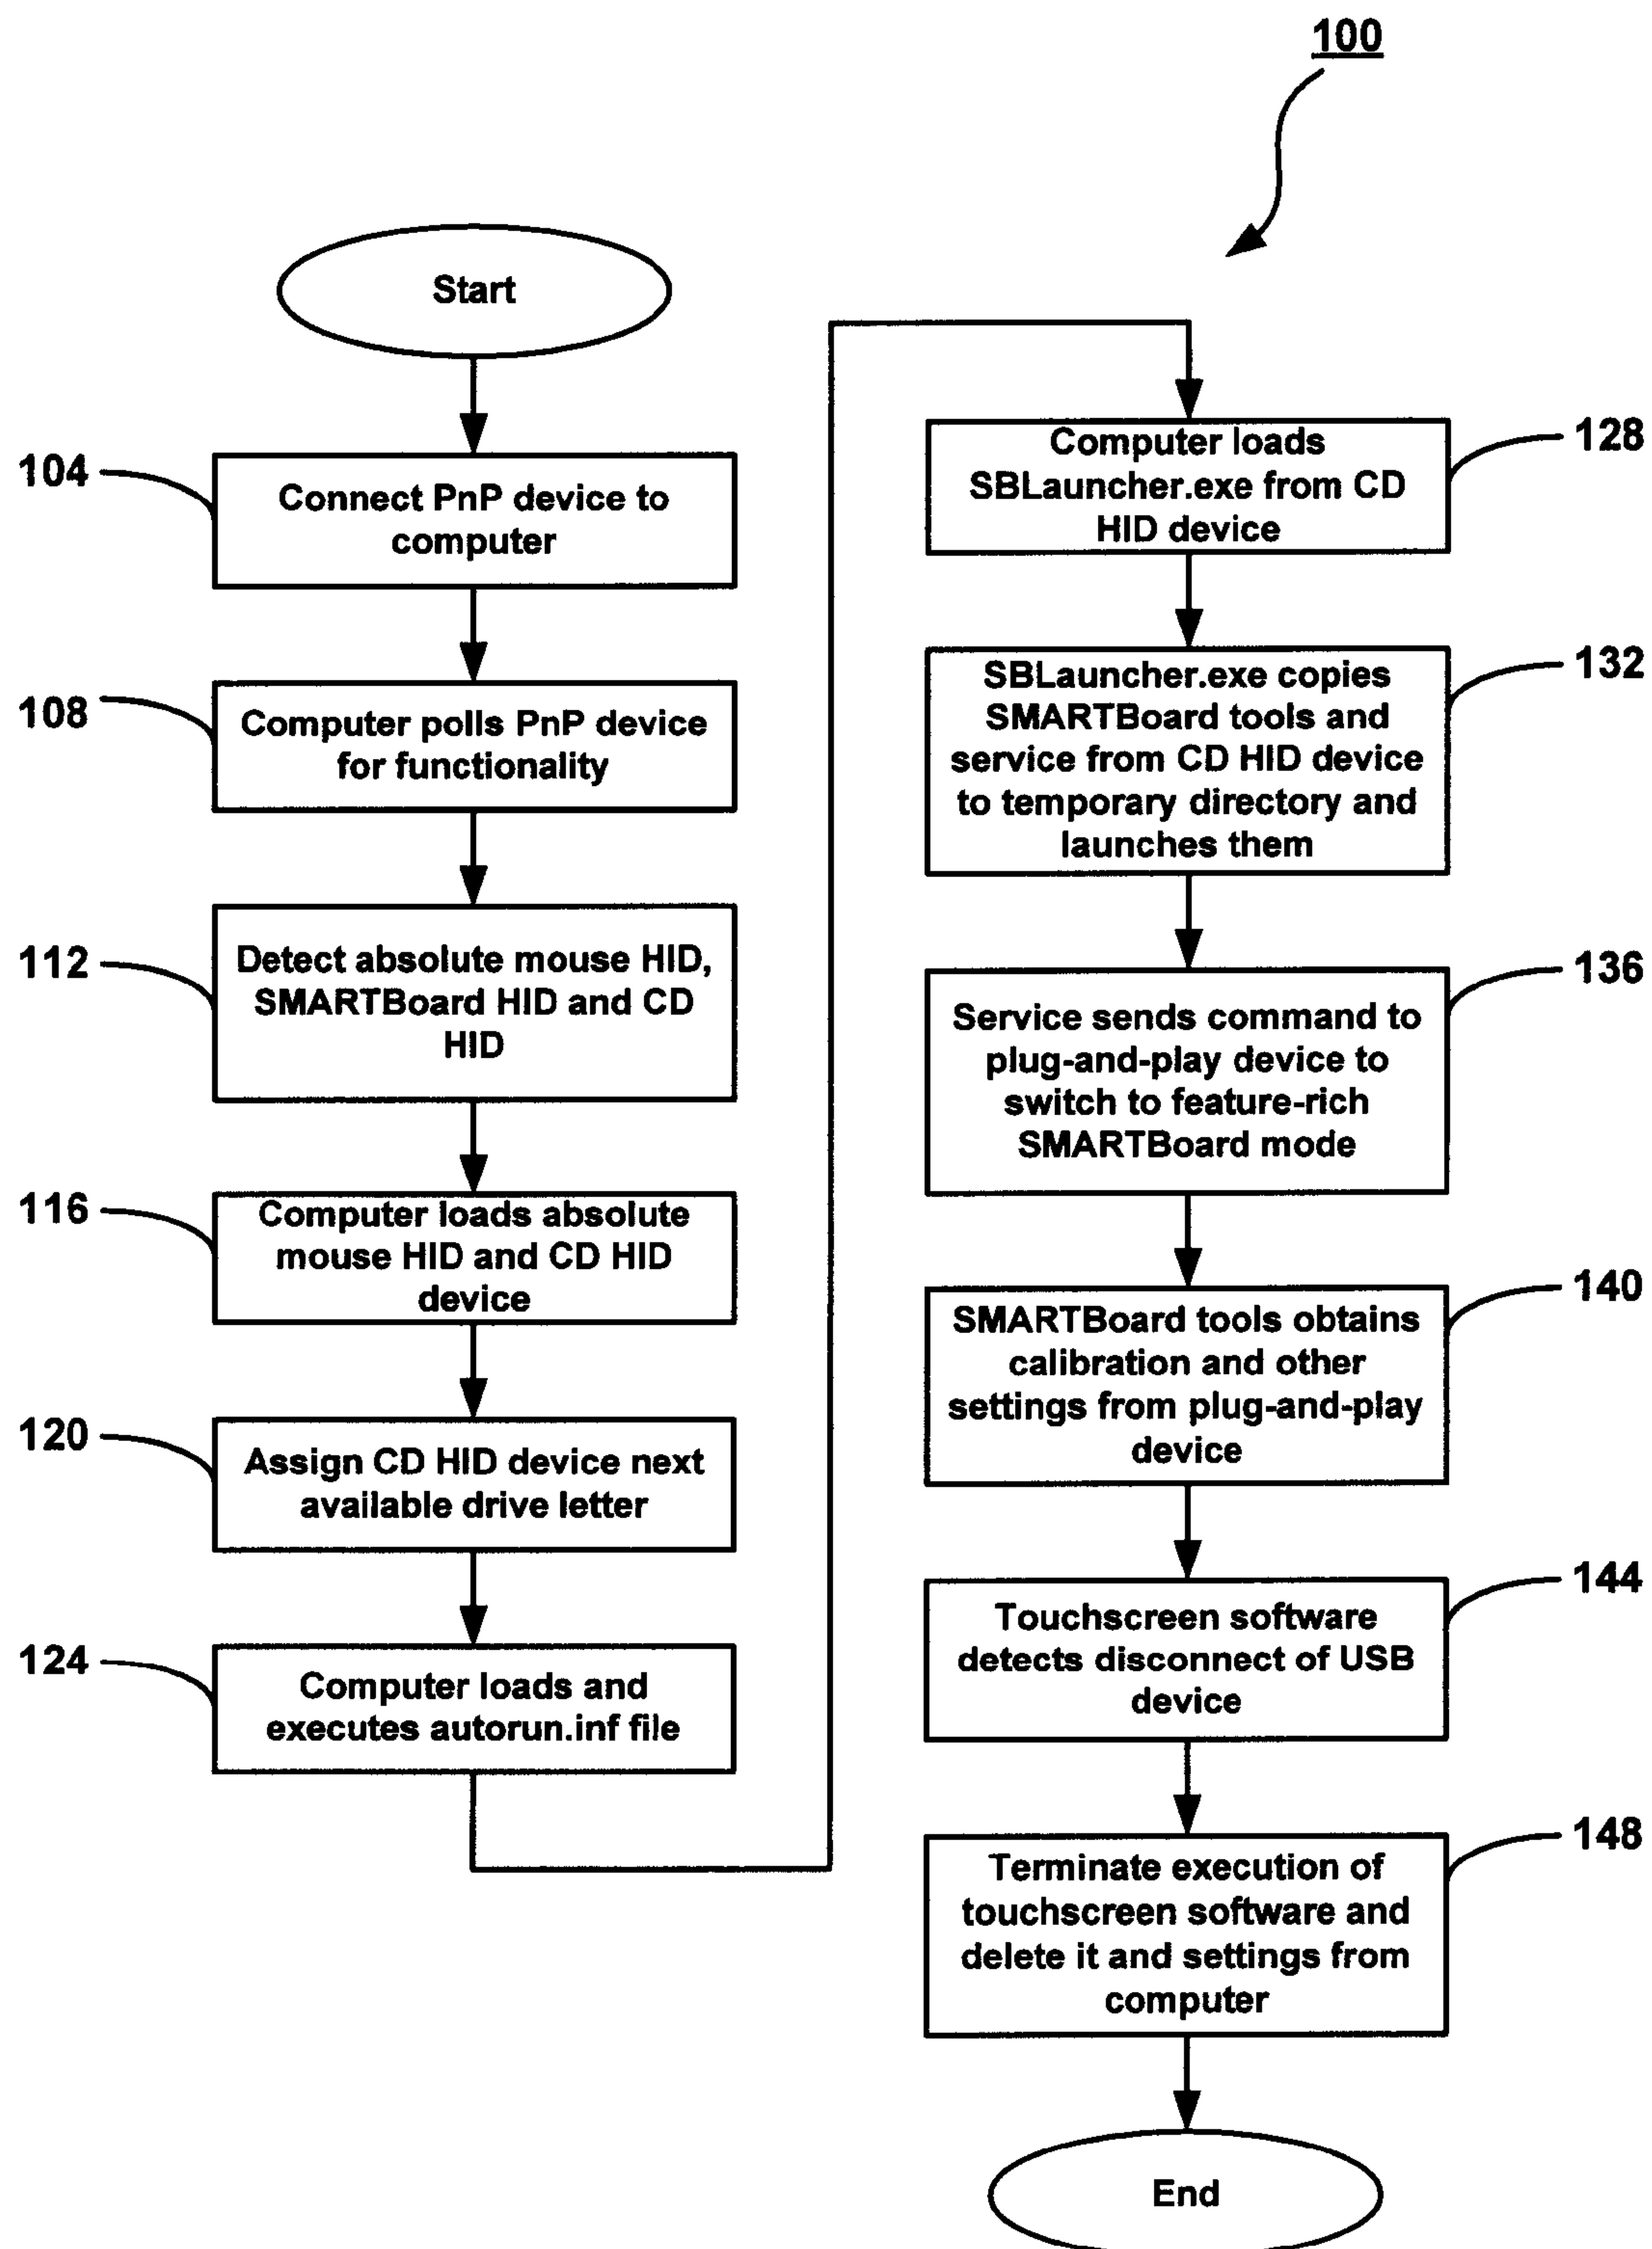 100
Start
104
Connect PnP device to
computer
108
Computer polls PnP device
for functionality
112
Detect absolute mouse HID,
SMARTBoard HID and CD
HID
116
Computer loads absolute
mouse HID and CD HID
device
120
Assign CD HID device next
available drive letter
124
Computer loads and
executes autorun.inf file
128
Computer loads
SBLauncher.exe from CD
HID device
132
SBLauncher.exe copies
SMARTBoard tools and
service from CD HID device
to temporary directory and
launches them
136
Service sends command to
plug-and-play device to
switch to feature-rich
SMARTBoard mode
140
SMARTBoard tools obtains
calibration and other
settings from plug-and-play
device
144
Touchscreen software
detects disconnect of USB
device
148
Terminate execution of
touchscreen software and
delete it and settings from
computer
End